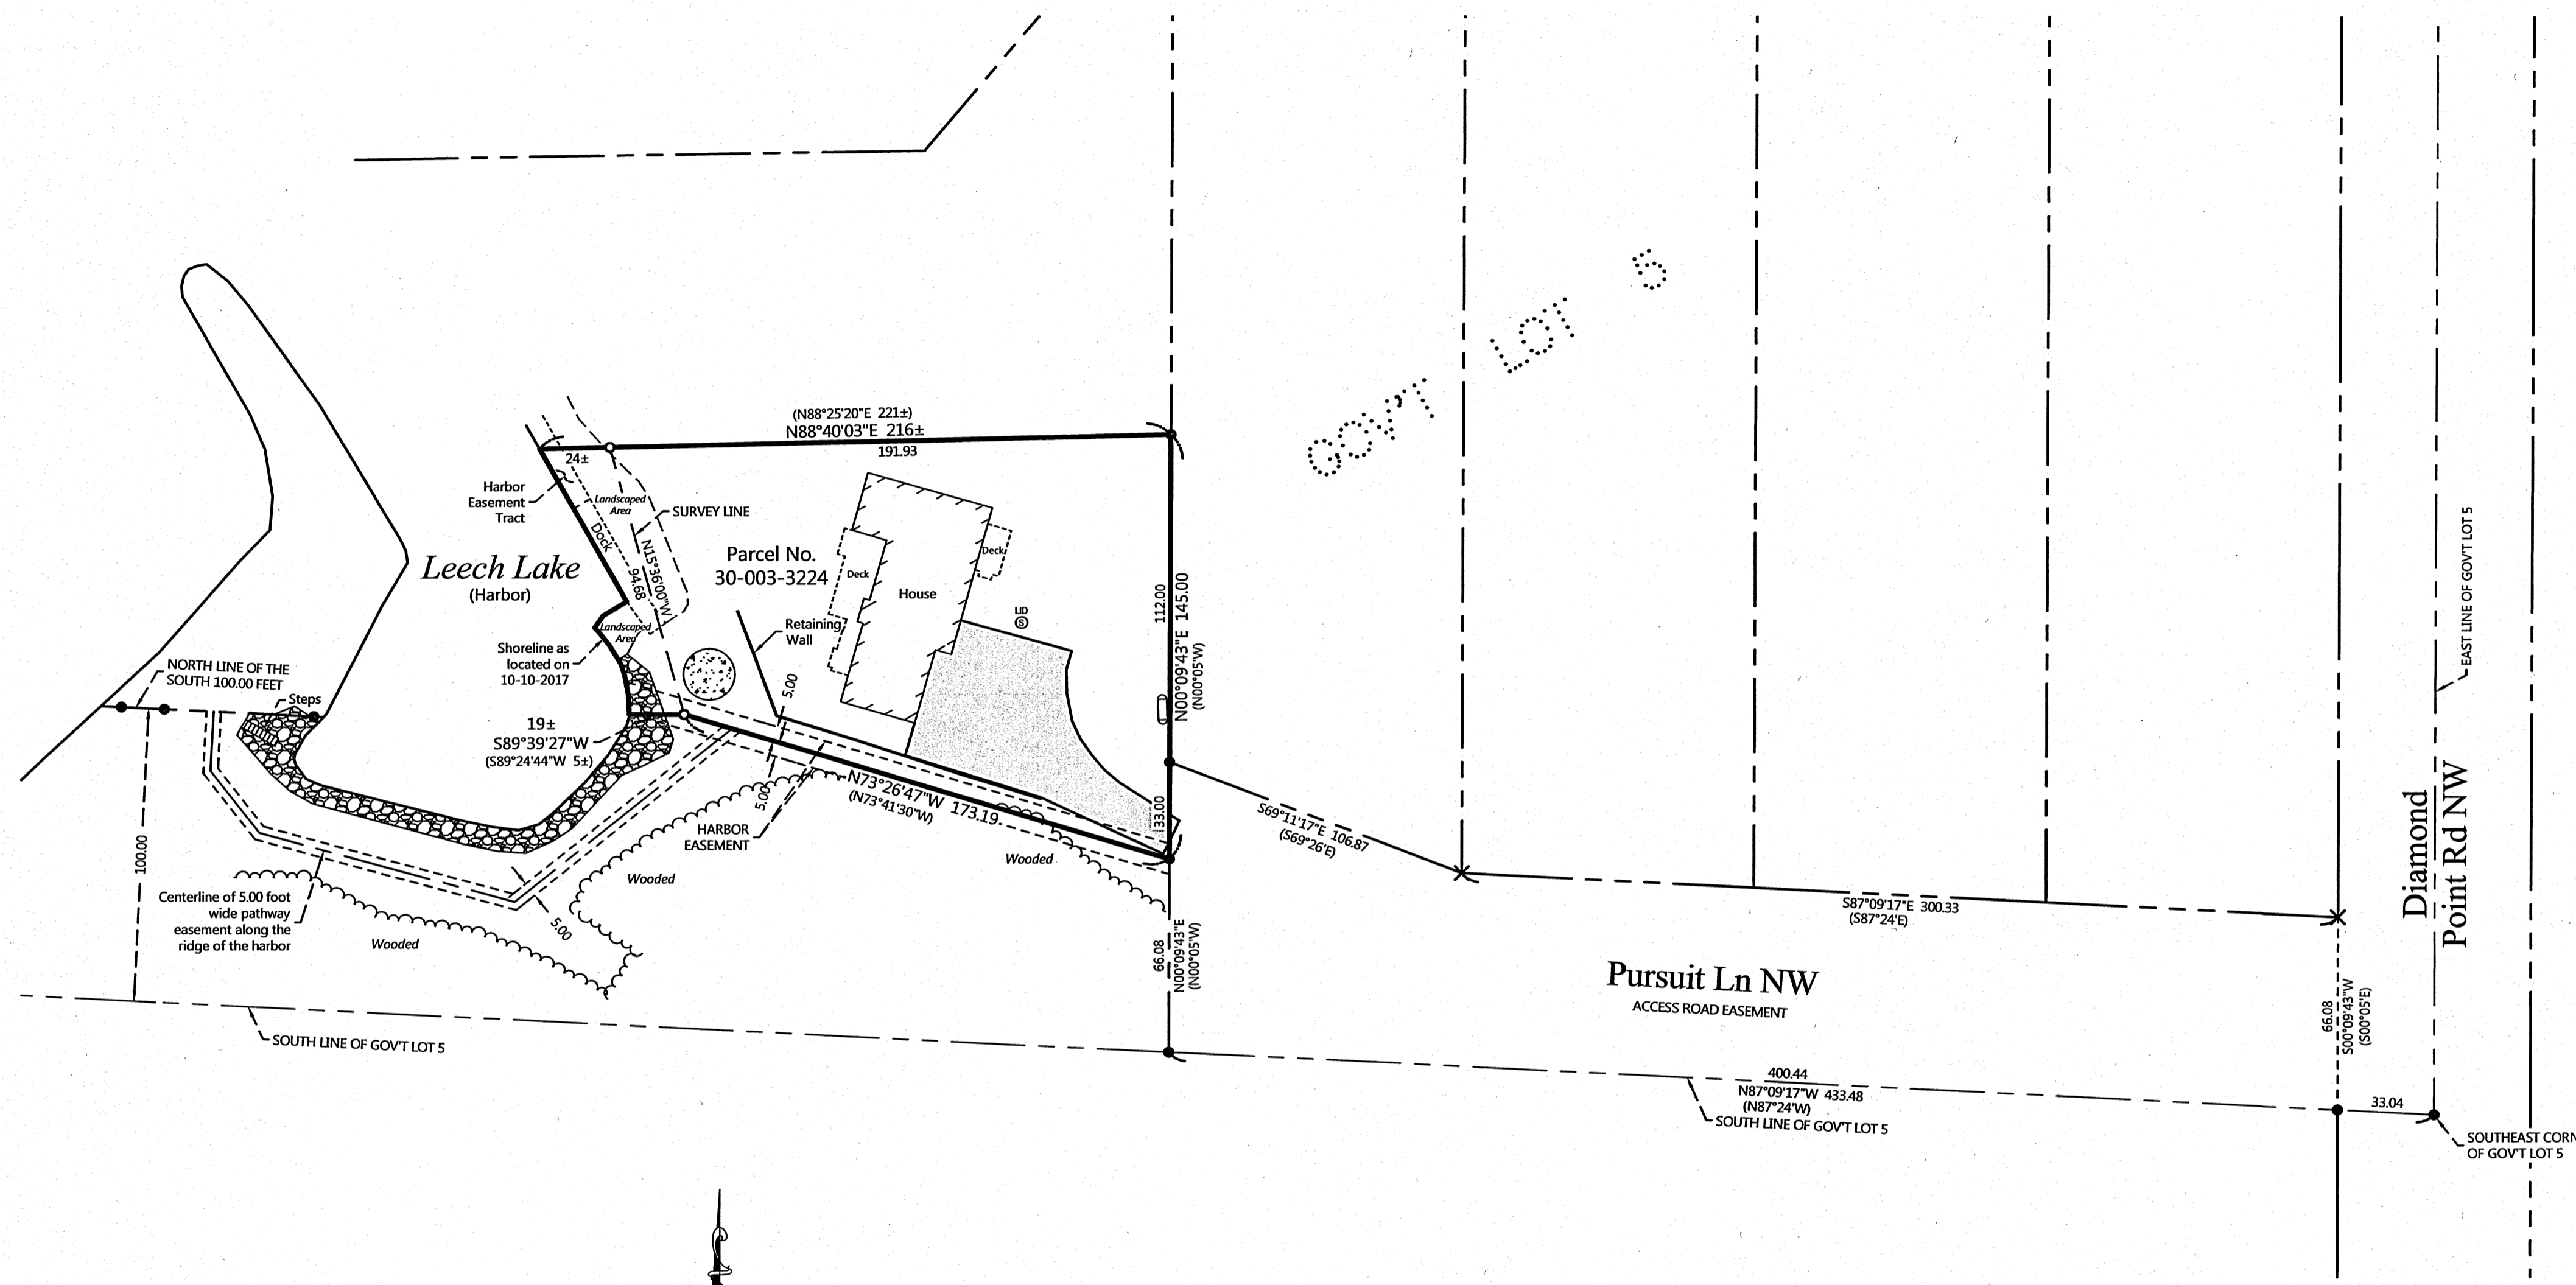 GOV'T LOT 5
(N88°25'20"E 221±)
N88°40'03"E 216±
191.93
24±
Harbor
Easement
Tract
Landscaped
Area
SURVEY LINE
Dock
N15°36'00"W
94.68
Parcel No.
30-003-3224
Deck
House
Deck
LID
S
Leech Lake
(Harbor)
Landscaped
Area
Retaining
Wall
112.00
N00°09'43"E 145.00
(N00°05'W)
Shoreline as
located on
10-10-2017
NORTH LINE OF THE
SOUTH 100.00 FEET
Steps
5.00
19±
S89°39'27"W
(S89°24'44"W 5±)
N73°26'47"W 173.19
(N73°41'30"W)
5.00
33.00
HARBOR
EASEMENT
Wooded
Wooded
S69°11'17"E 106.87
(S69°26'E)
100.00
Centerline of 5.00 foot
wide pathway
easement along the
ridge of the harbor
5.00
Wooded
66.08
N00°09'43"E
(N00°05'W)
S87°09'17"E 300.33
(S87°24'E)
EAST LINE OF GOV'T LOT 5
Diamond
Point Rd NW
Pursuit Ln NW
ACCESS ROAD EASEMENT
66.08
S00°09'43"W
(S00°05'E)
SOUTH LINE OF GOV'T LOT 5
400.44
N87°09'17"W 433.48
(N87°24'W)
SOUTH LINE OF GOV'T LOT 5
33.04
SOUTHEAST CORN
OF GOV'T LOT 5